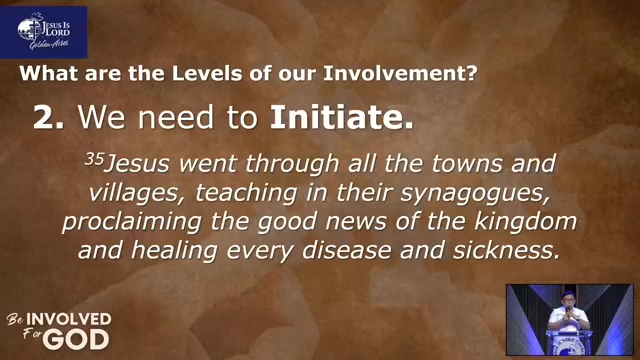 JESUS IS
LORD
Golden Acres
What are the Levels of our Involvement?
2. We need to Initiate.
35Jesus went through all the towns and
villages, teaching in their synagogues,
proclaiming the good news of the kingdom
and healing every disease and sickness.
Be INVOLVED
For GOD